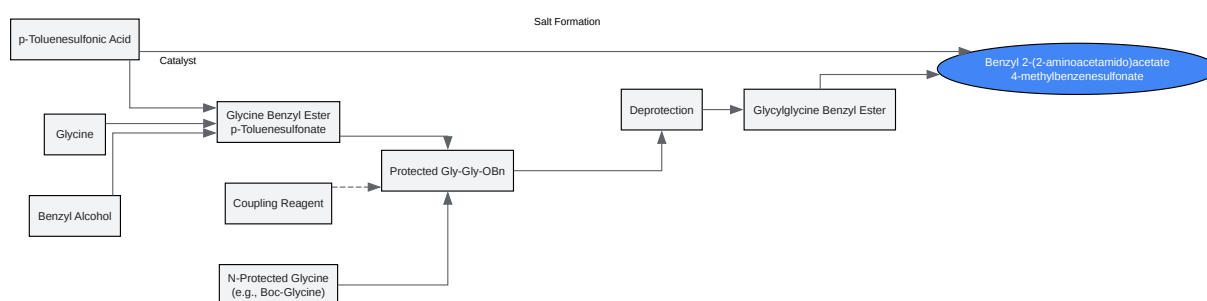 Salt Formation
p-Toluenesulfonic Acid
Catalyst
Benzyl 2-(2-aminoacetamido)acetate
4-methylbenzenesulfonate
Glycine Benzyl Ester
p-Toluenesulfonate
Deprotection
Glycylglycine Benzyl Ester
Glycine
Protected Gly-Gly-OBn
Coupling Reagent
Benzyl Alcohol
N-Protected Glycine
(e.g., Boc-Glycine)